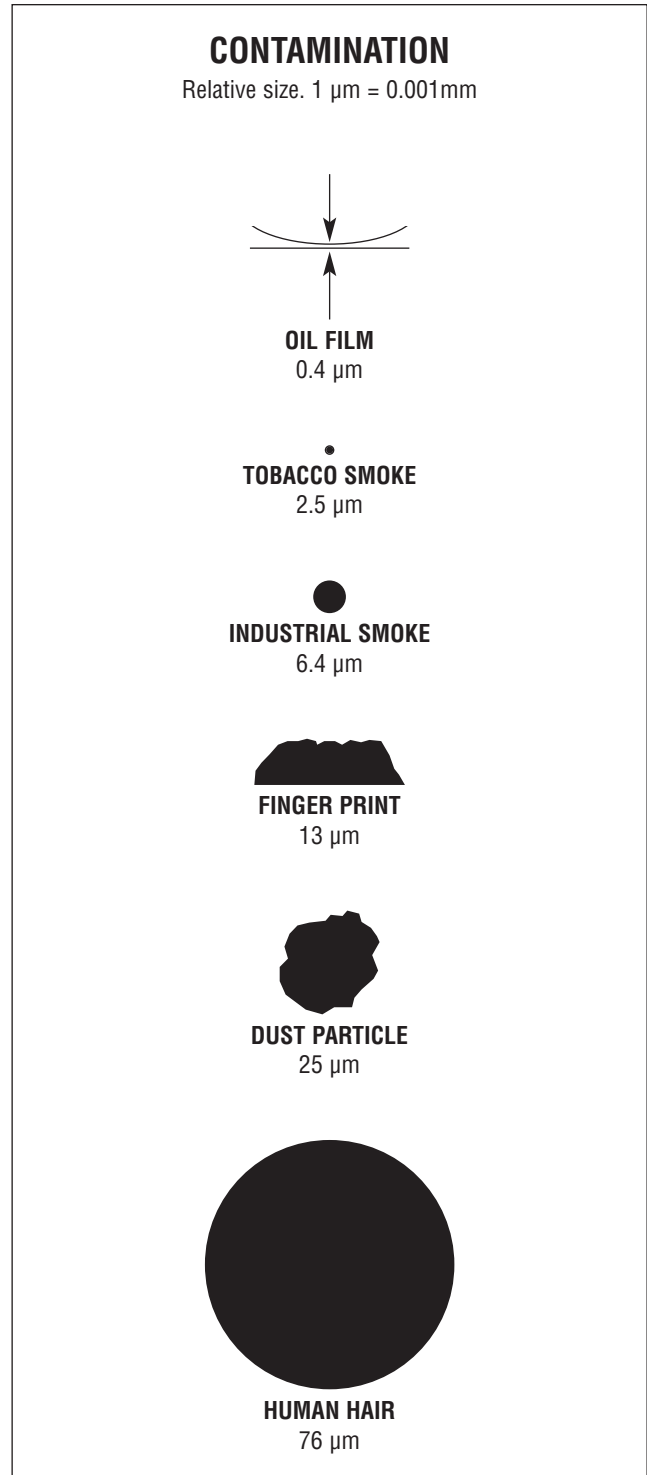 CONTAMINATION
Relative size. 1 µm = 0.001mm
OIL FILM
0.4 µm
TOBACCO SMOKE
2.5 µm
INDUSTRIAL SMOKE
6.4 µm
FINGER PRINT
13 µm
DUST PARTICLE
25 µm
HUMAN HAIR
76 µm